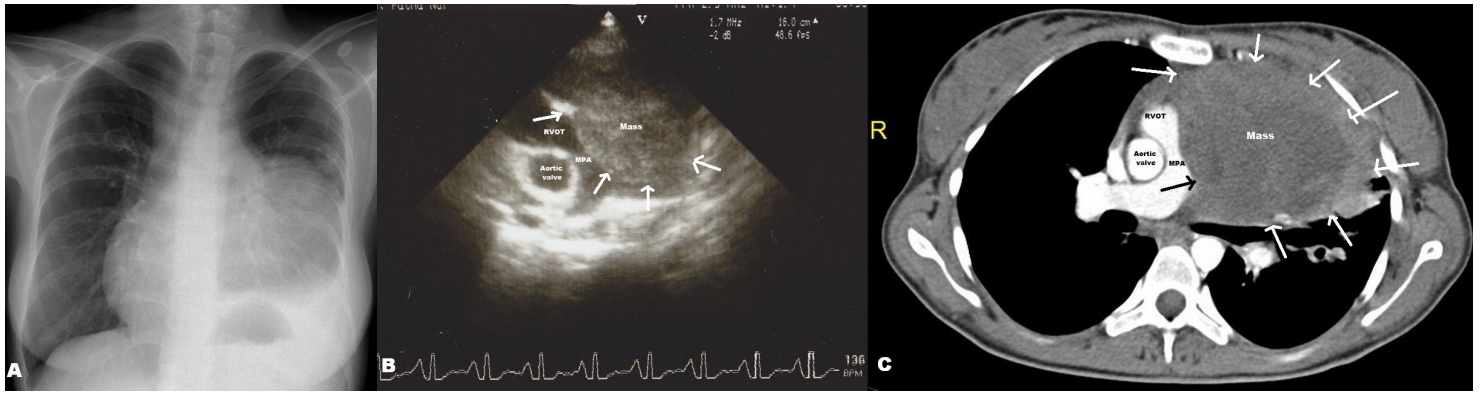 A
V
1.7 MHz 16.0 cm
-2 dB 48.6 fps
RVOT
Mass
MPA
Aortic
valve
136
BPM
B
R
RVOT
Mass
Aortic
valve
MPA
C